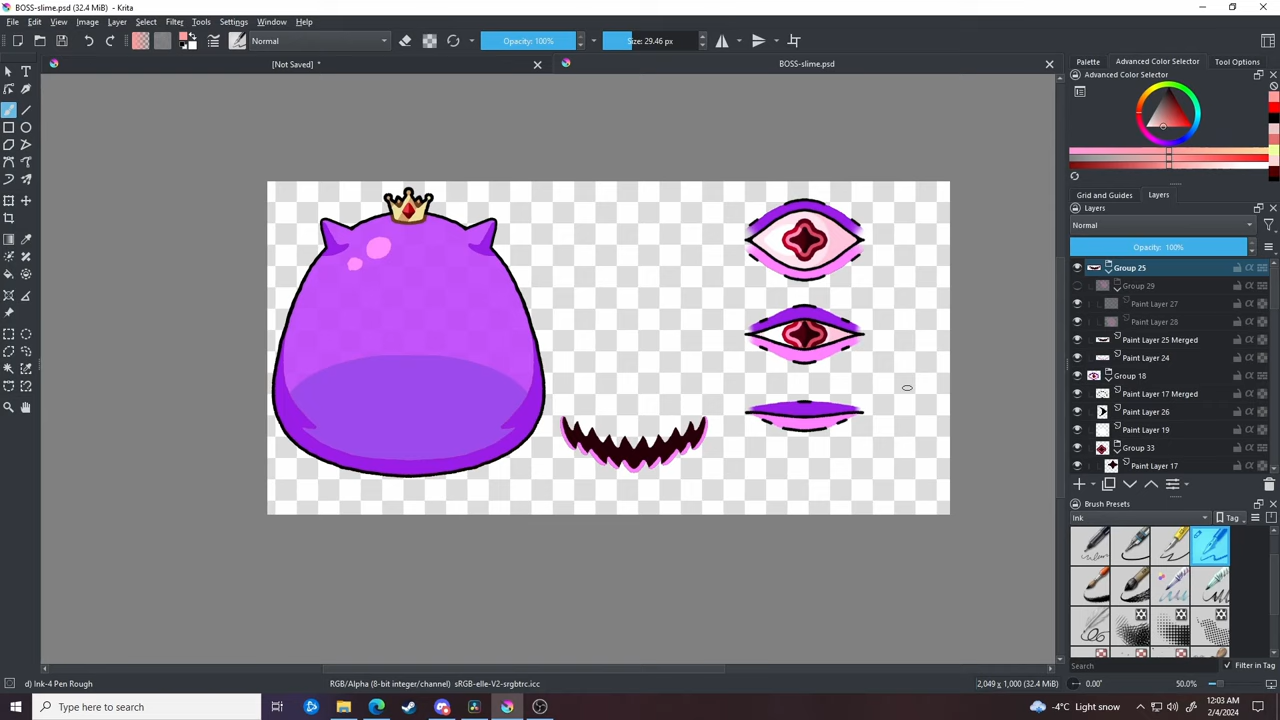 BOSS-slime.psd (32.4 MiB) - Krita
File Edit View Image Layer Select Filter Tools Settings Window Help
Normal Opacity: 100% Size: 29.46 px
[Not Saved] * BOSS-slime.psd
Palette Advanced Color Selector Tool Options
Advanced Color Selector
Grid and Guides Layers
Layers
Normal
Opacity: 100%
Group 25
Group 29
Paint Layer 27
Paint Layer 28
Paint Layer 25 Merged
Paint Layer 24
Group 18
Paint Layer 17 Merged
Paint Layer 26
Paint Layer 19
Group 33
Paint Layer 17
Brush Presets
Ink Tag
Search Filter in Tag
d) Ink-4 Pen Rough RGB/Alpha (8-bit integer/channel) sRGB-elle-V2-srgbtrc.icc 2,049 x 1,000 (32.4 MiB) 0.00° 50.0%
Type here to search -4°C Light snow 12:03 AM
2/4/2024